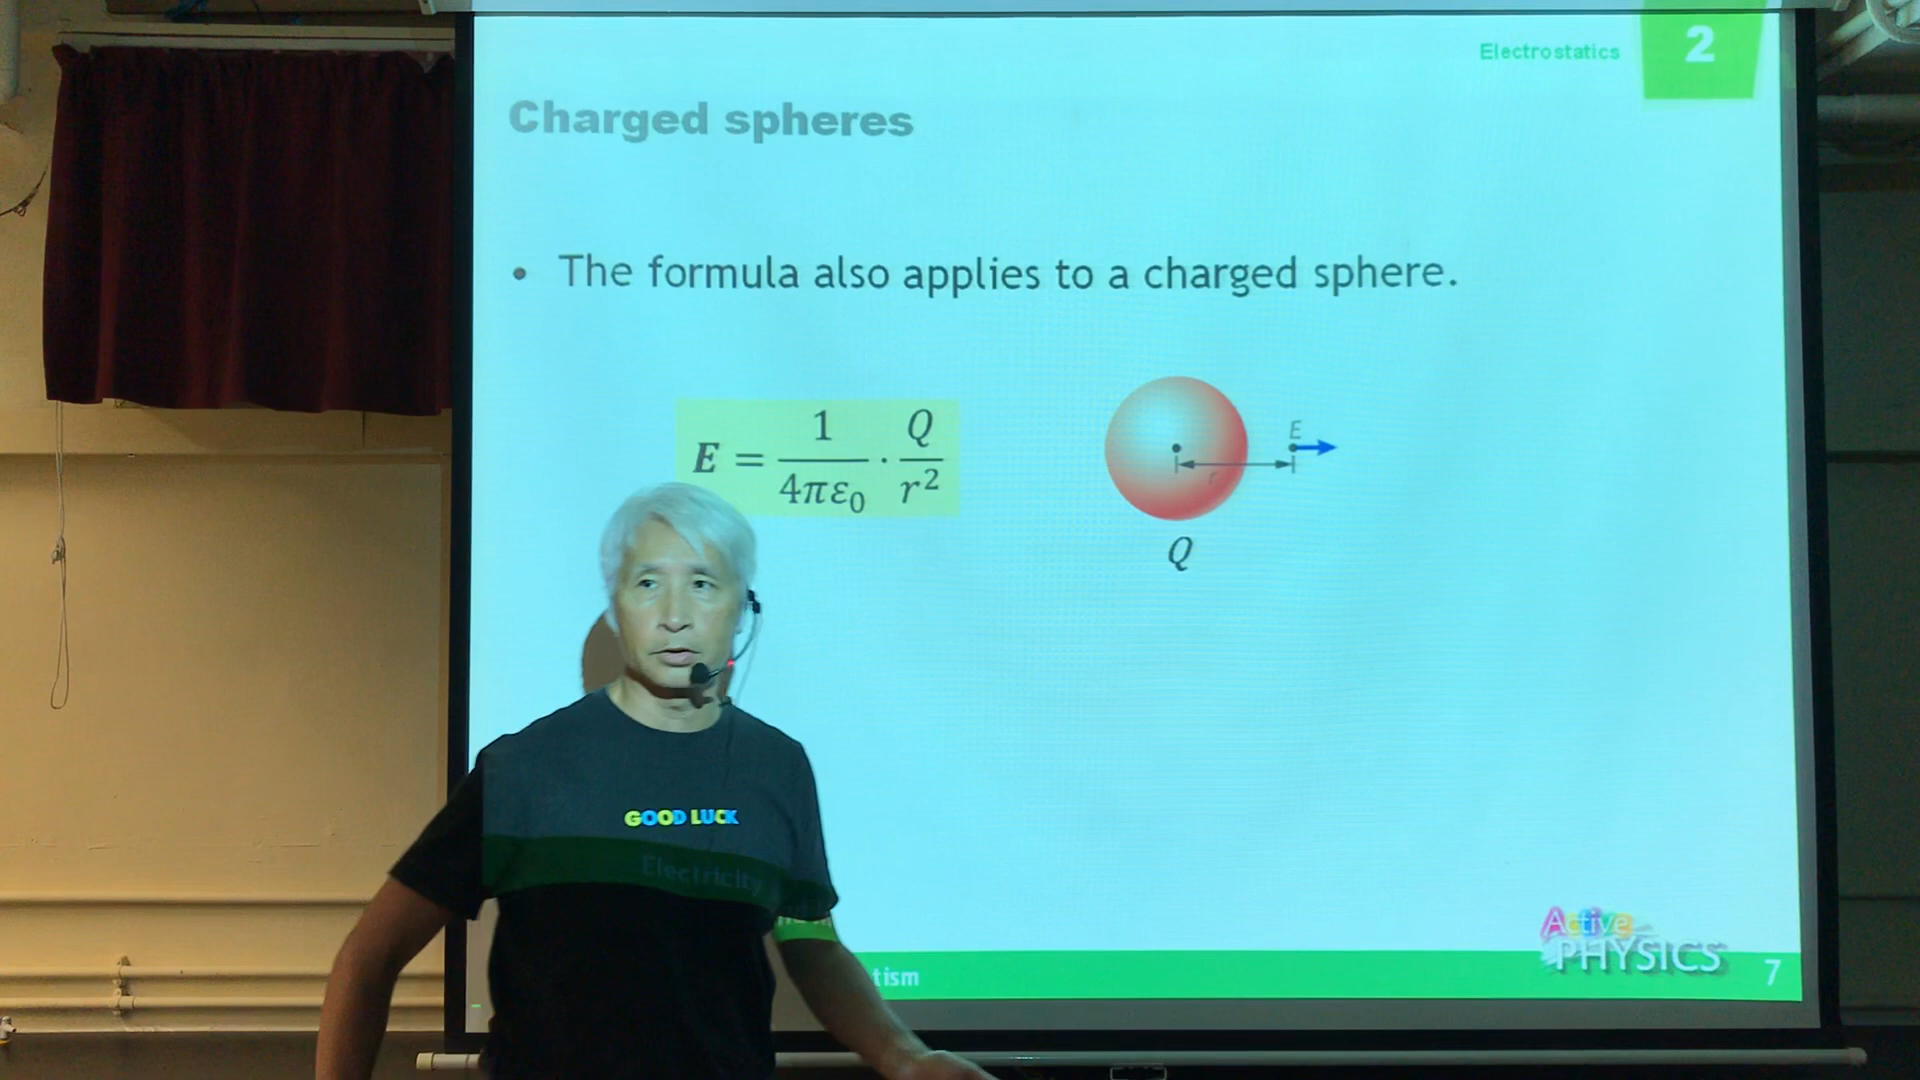 Electrostatics
2
Charged spheres
• The formula also applies to a charged sphere.
E = 1/4πε₀ · Q/r²
E
r
Q
GOOD LUCK
Electricity
tism
Active
PHYSICS
7